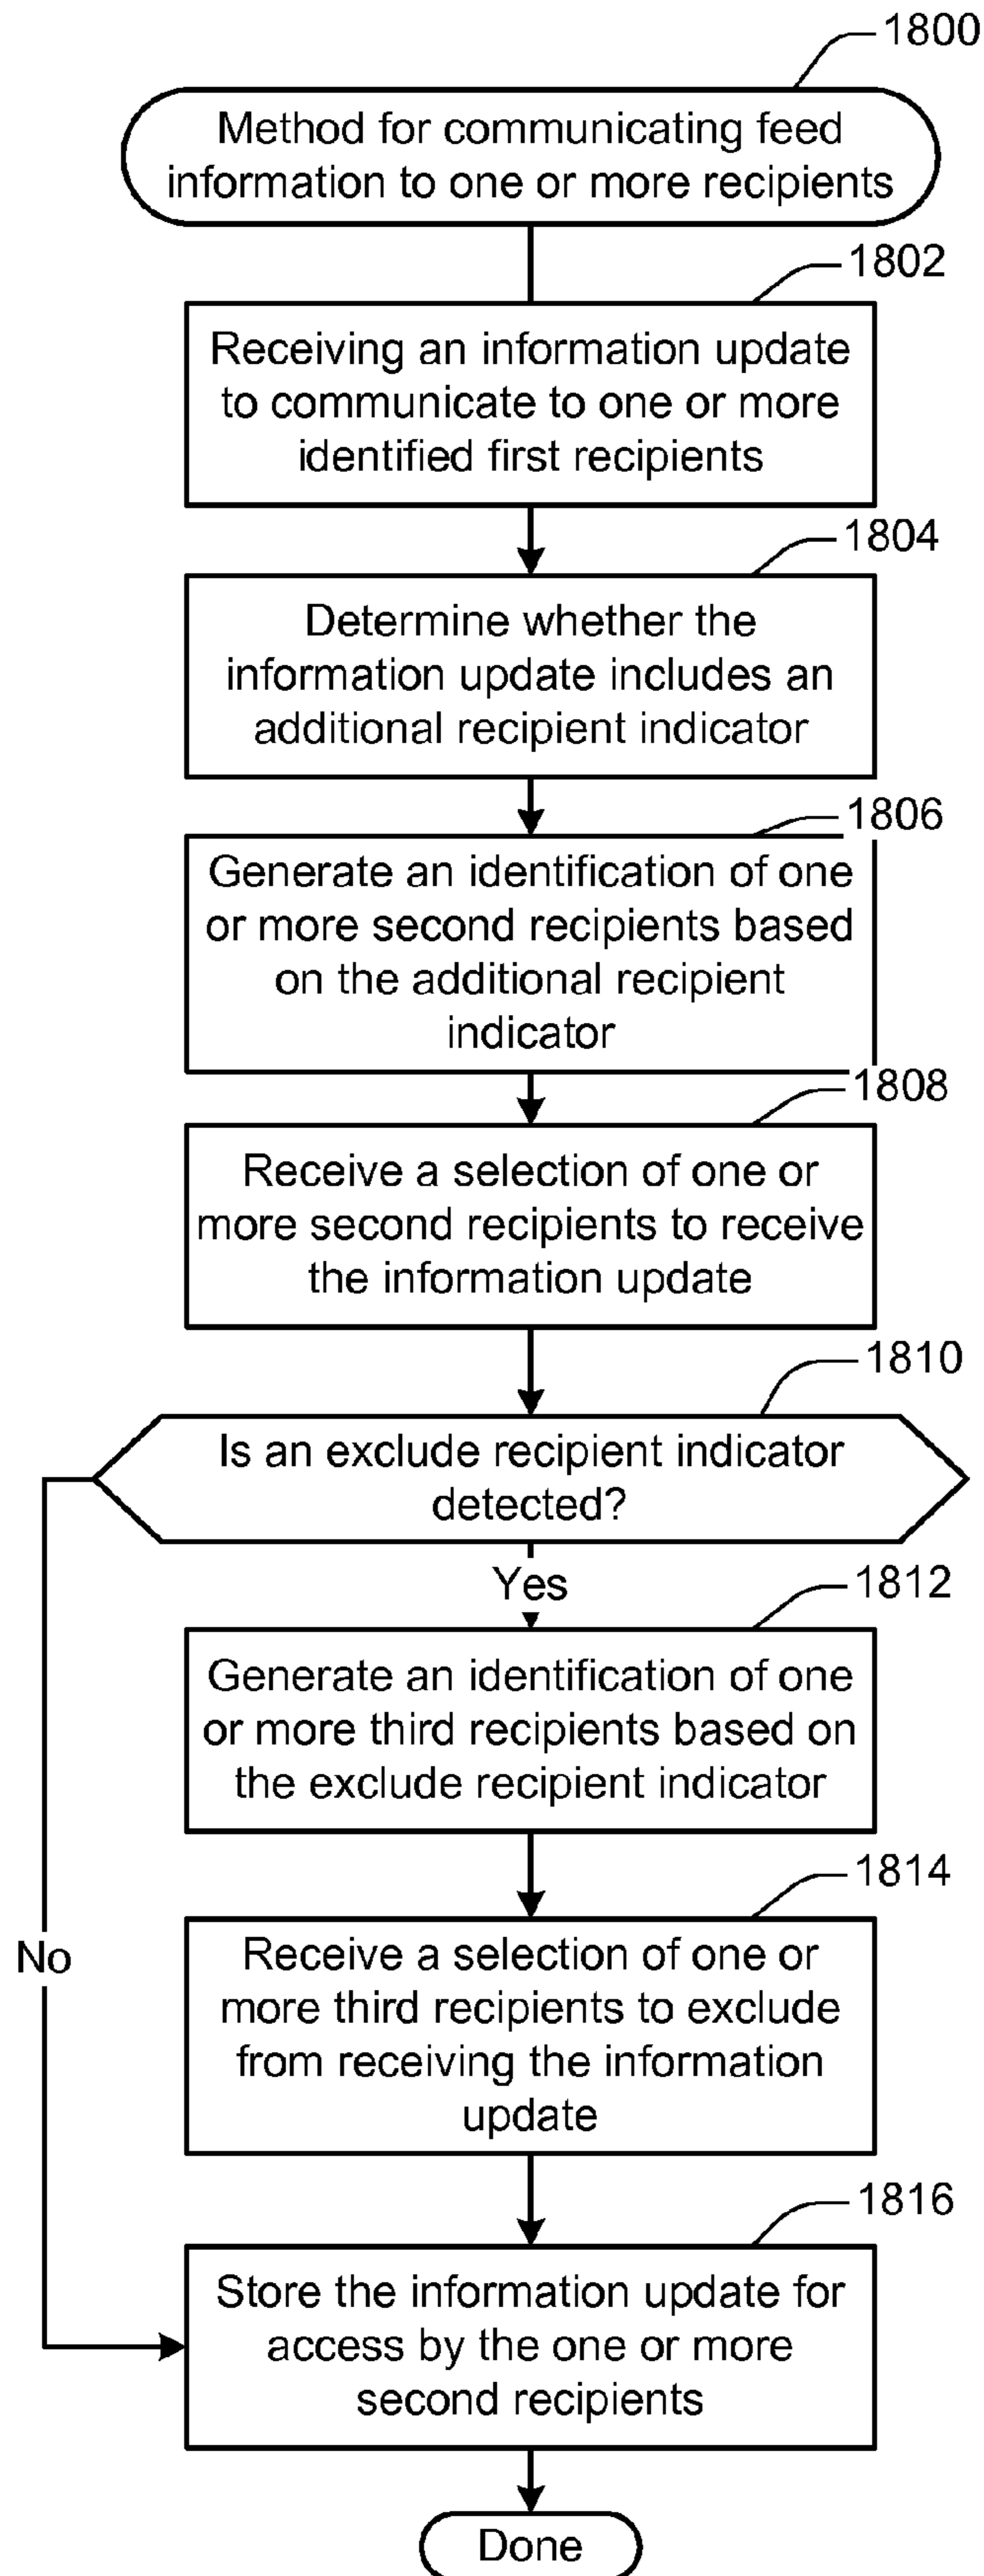 1800
Method for communicating feed
information to one or more recipients
1802
Receiving an information update
to communicate to one or more
identified first recipients
1804
Determine whether the
information update includes an
additional recipient indicator
1806
Generate an identification of one
or more second recipients based
on the additional recipient
indicator
1808
Receive a selection of one or
more second recipients to receive
the information update
1810
Is an exclude recipient indicator
detected?
Yes
1812
Generate an identification of one
or more third recipients based on
the exclude recipient indicator
1814
Receive a selection of one or
more third recipients to exclude
from receiving the information
update
No
1816
Store the information update for
access by the one or more
second recipients
Done